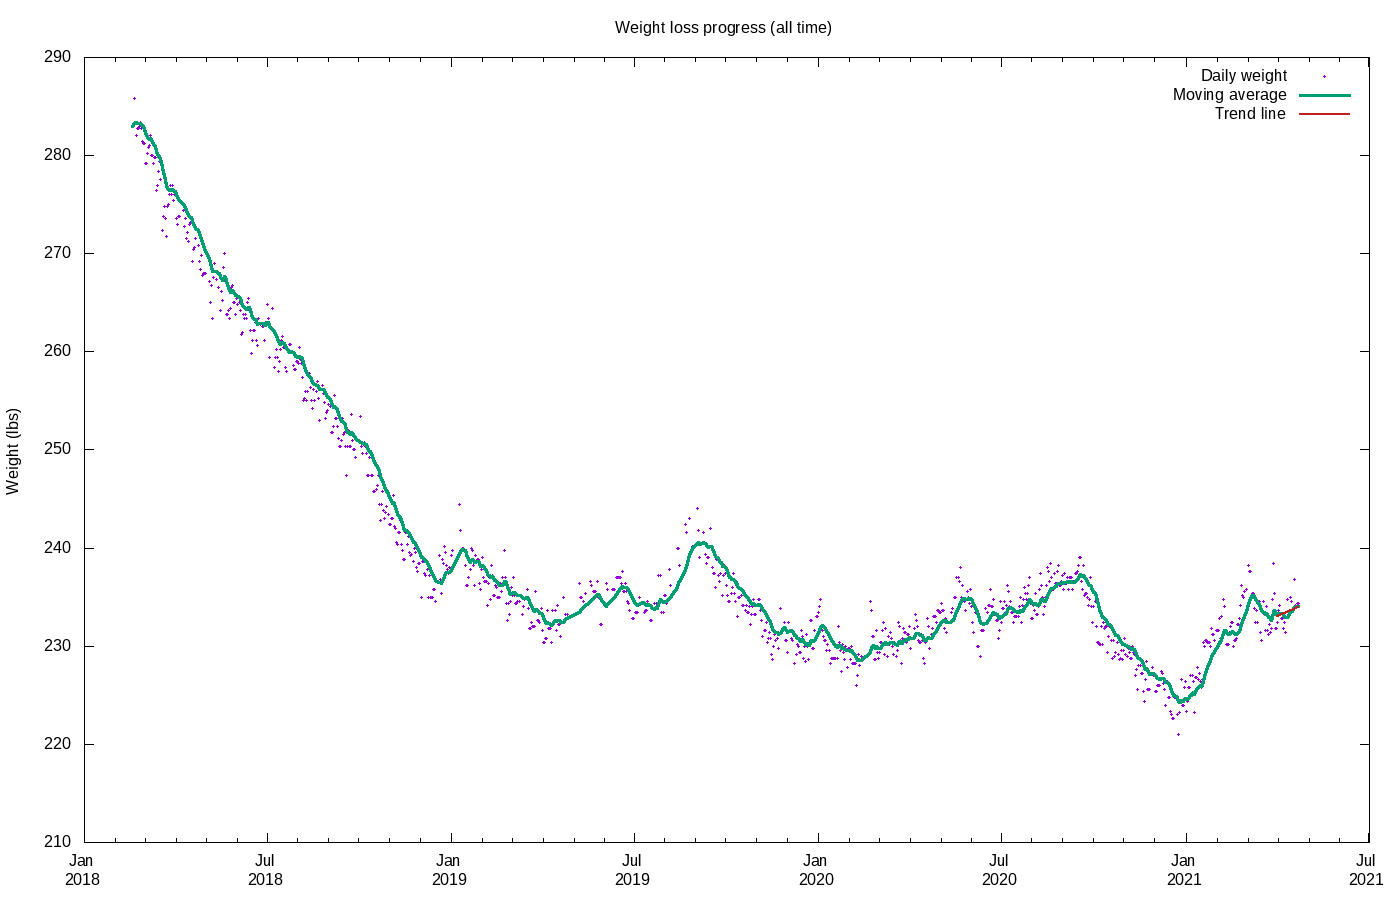 Weight loss progress (all time)
290
280
270
260
250
240
230
220
210
Weight (lbs)
Daily weight
Moving average
Trend line
Jan Jul Jan Jul Jan Jul Jan Jul
2018 2018 2019 2019 2020 2020 2021 2021